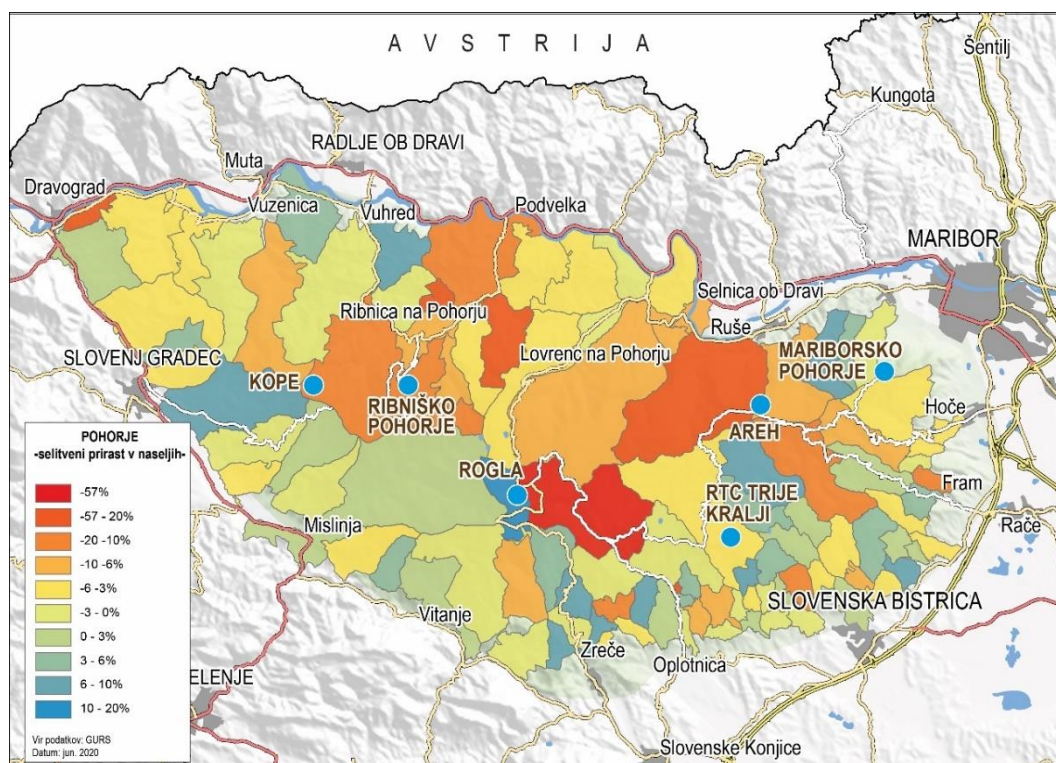 A V S T R I J A
Šentilj
Kungota
RADLJE OB DRAVI
Muta
Dravograd
Vuzenica
Vuhred
Podvelka
MARIBOR
Selnica ob Dravi
Ribnica na Pohorju
Ruše
Lovrenc na Pohorju
MARIBORSKO
POHORJE
SLOVENJ GRADEC
KOPE
RIBNIŠKO
POHORJE
Hoče
AREH
ROGLA
RTC TRIJE
KRALJI
Fram
Rače
Mislinja
SLOVENSKA BISTRICA
Vitanje
Zreče
Oplotnica
ELENJE
Slovenske Konjice
POHORJE
-selitveni prirast v naseljih-
-57%
-57 - 20%
-20 - 10%
-10 - 6%
-6 - 3%
-3 - 0%
0 - 3%
3 - 6%
6 - 10%
10 - 20%
Vir podatkov: GURS
Datum: jun. 2020